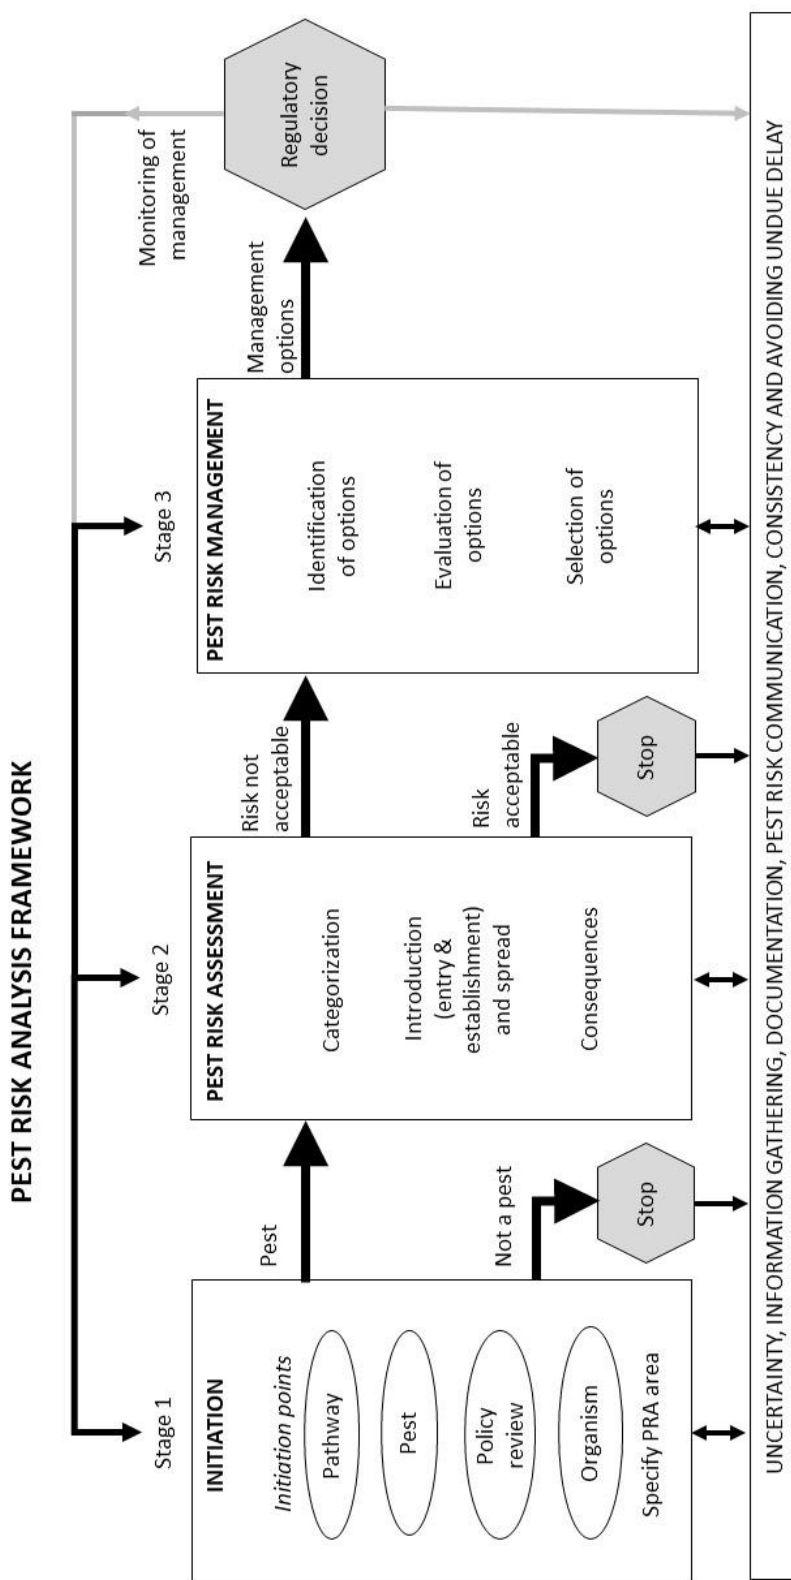 PEST RISK ANALYSIS FRAMEWORK
Stage 1
INITIATION
Initiation points
Pathway
Pest
Policy
review
Organism
Specify PRA area
Pest
Not a pest
Stop
Stage 2
PEST RISK ASSESSMENT
Categorization
Introduction
(entry &
establishment)
and spread
Consequences
Risk not
acceptable
Risk
acceptable
Stop
Stage 3
PEST RISK MANAGEMENT
Identification
of options
Evaluation of
options
Selection of
options
Management
options
Monitoring of
management
Regulatory
decision
UNCERTAINTY, INFORMATION GATHERING, DOCUMENTATION, PEST RISK COMMUNICATION, CONSISTENCY AND AVOIDING UNDUE DELAY